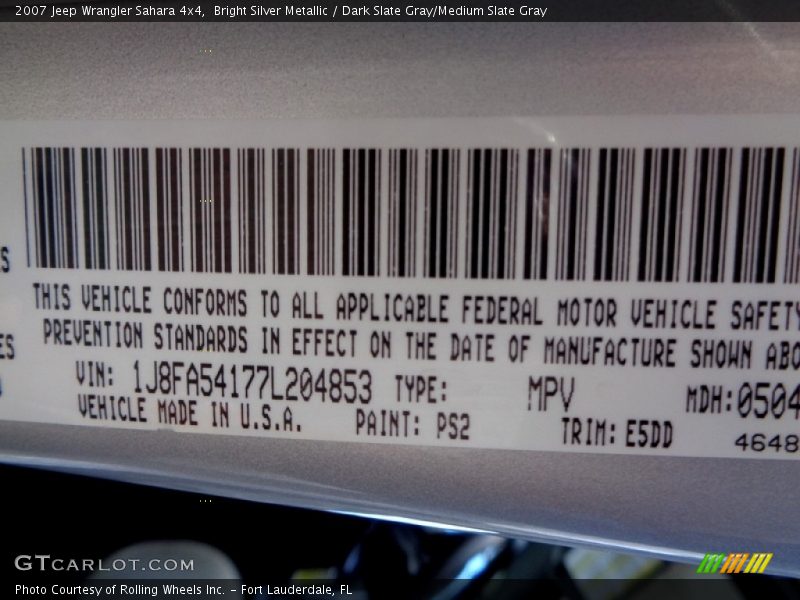 2007 Jeep Wrangler Sahara 4x4,  Bright Silver Metallic / Dark Slate Gray/Medium Slate Gray
THIS VEHICLE CONFORMS TO ALL APPLICABLE FEDERAL MOTOR VEHICLE SAFETY
PREVENTION STANDARDS IN EFFECT ON THE DATE OF MANUFACTURE SHOWN ABO
VIN: 1J8FA54177L204853 TYPE: MPV MDH:0504
VEHICLE MADE IN U.S.A. PAINT: PS2 TRIM: E5DD 4648
GTCARLOT.COM
Photo Courtesy of Rolling Wheels Inc. – Fort Lauderdale, FL